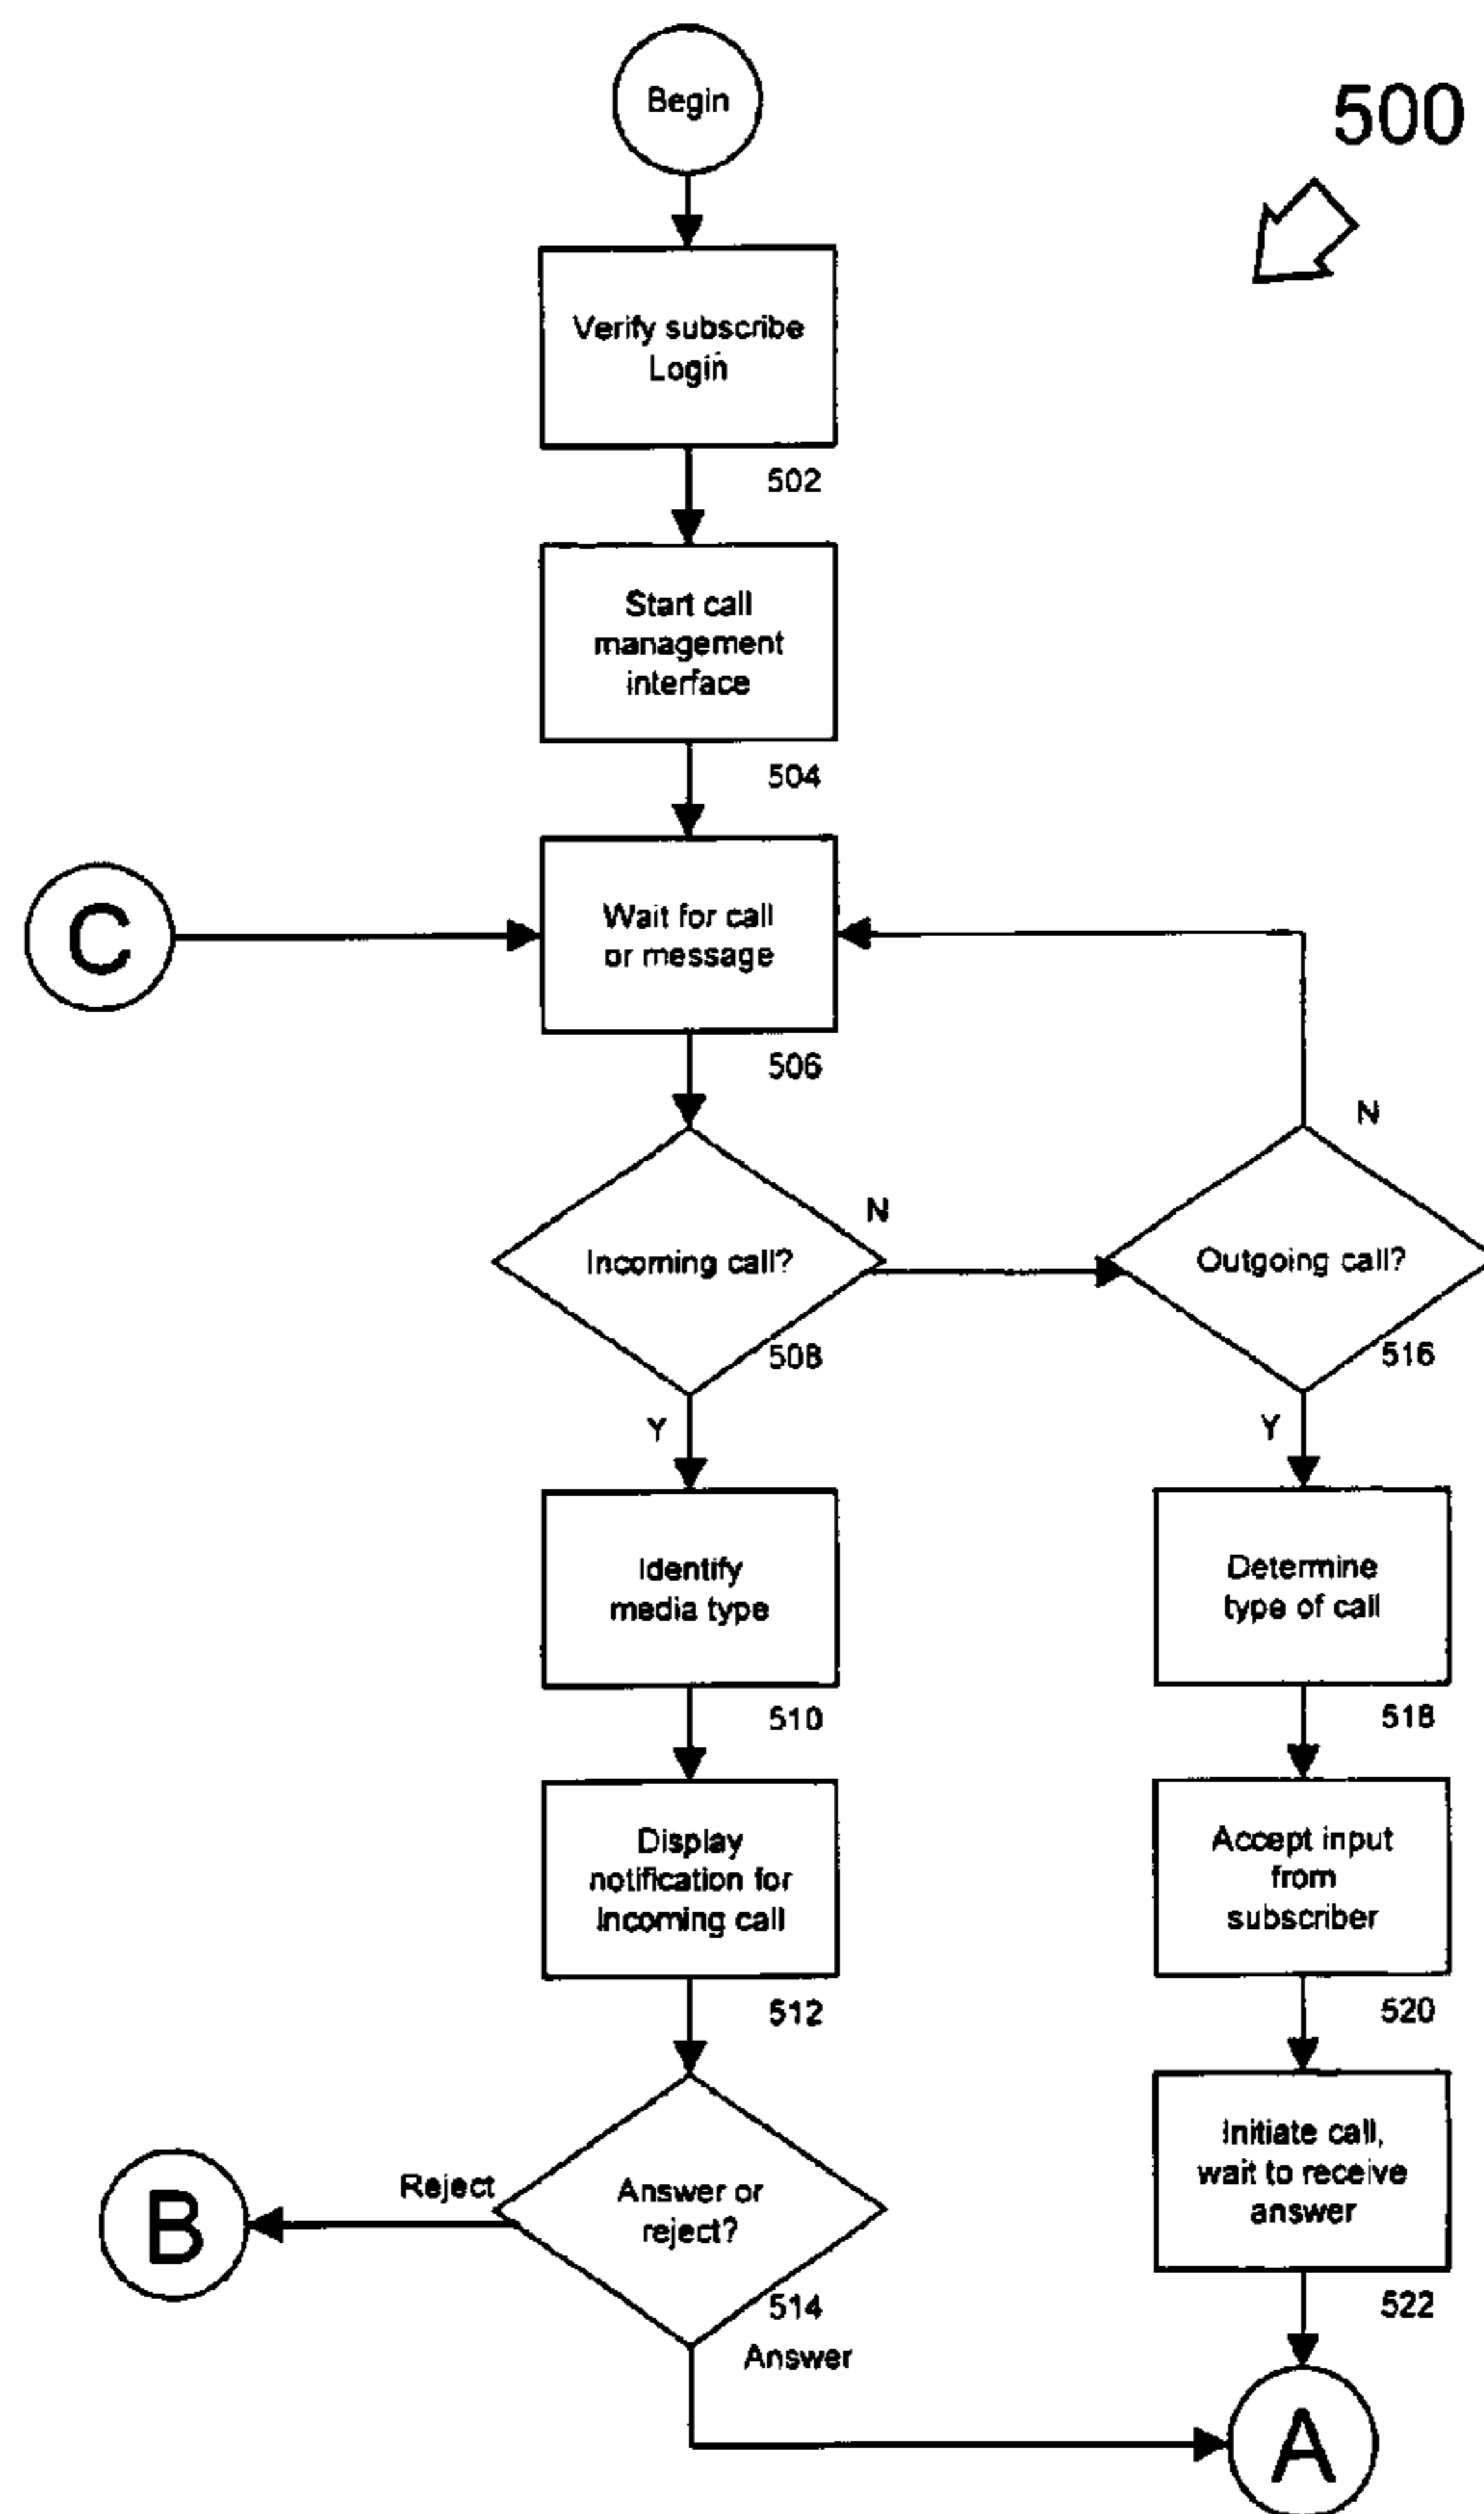 Begin
500
Verify subscribe
Login
502
Start call
management
interface
504
C
Wait for call
or message
506
N
N
Incoming call?
Outgoing call?
508
516
Y
Y
Identify
media type
510
Determine
type of call
518
Display
notification for
Incoming call
512
Accept input
from
subscriber
520
B
Reject
Answer or
reject?
514
Answer
Initiate call,
wait to receive
answer
522
A